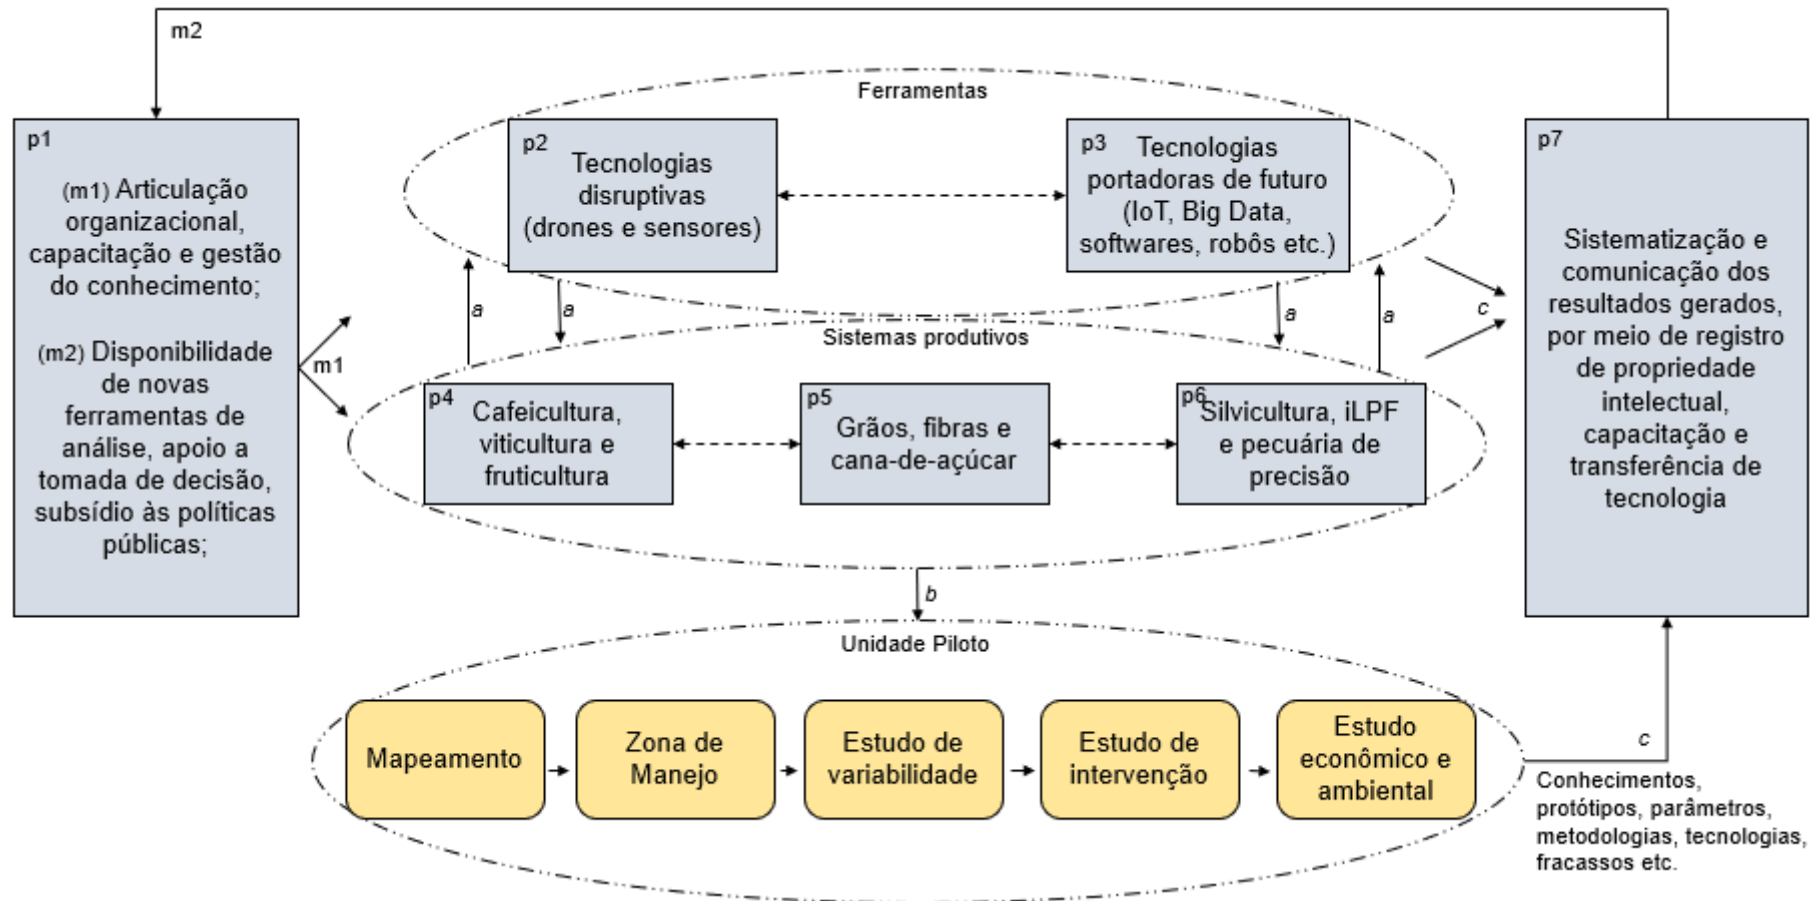 m2
p1
(m1) Articulação
organizacional,
capacitação e gestão
do conhecimento;
(m2) Disponibilidade
de novas
ferramentas de
análise, apoio a
tomada de decisão,
subsídio às políticas
públicas;
m1
Ferramentas
p2
Tecnologias
disruptivas
(drones e sensores)
p3
Tecnologias
portadoras de futuro
(IoT, Big Data,
softwares, robôs etc.)
a
a
a
a
c
Sistemas produtivos
p4
Cafeicultura,
viticultura e
fruticultura
p5
Grãos, fibras e
cana-de-açúcar
p6
Silvicultura, iLPF
e pecuária de
precisão
b
p7
Sistematização e
comunicação dos
resultados gerados,
por meio de registro
de propriedade
intelectual,
capacitação e
transferência de
tecnologia
Unidade Piloto
Mapeamento
Zona de
Manejo
Estudo de
variabilidade
Estudo de
intervenção
Estudo
econômico e
ambiental
c
Conhecimentos,
protótipos, parâmetros,
metodologias, tecnologias,
fracassos etc.